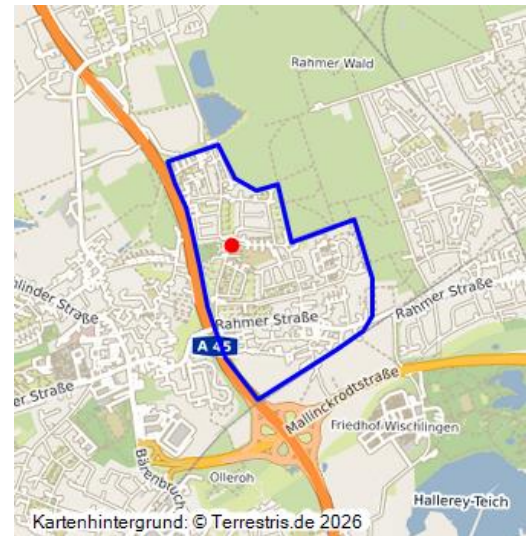 Rahmer Wald
nlinder Straße
Rahmer Straße
Rahmer Straße
A 45
er Straße
Mallinckrodtstraße
Friedhof-Wischlingen
Bärenbruch
Olleroh
Hallerey-Teich
Kartenhintergrund: © Terrestris.de 2026